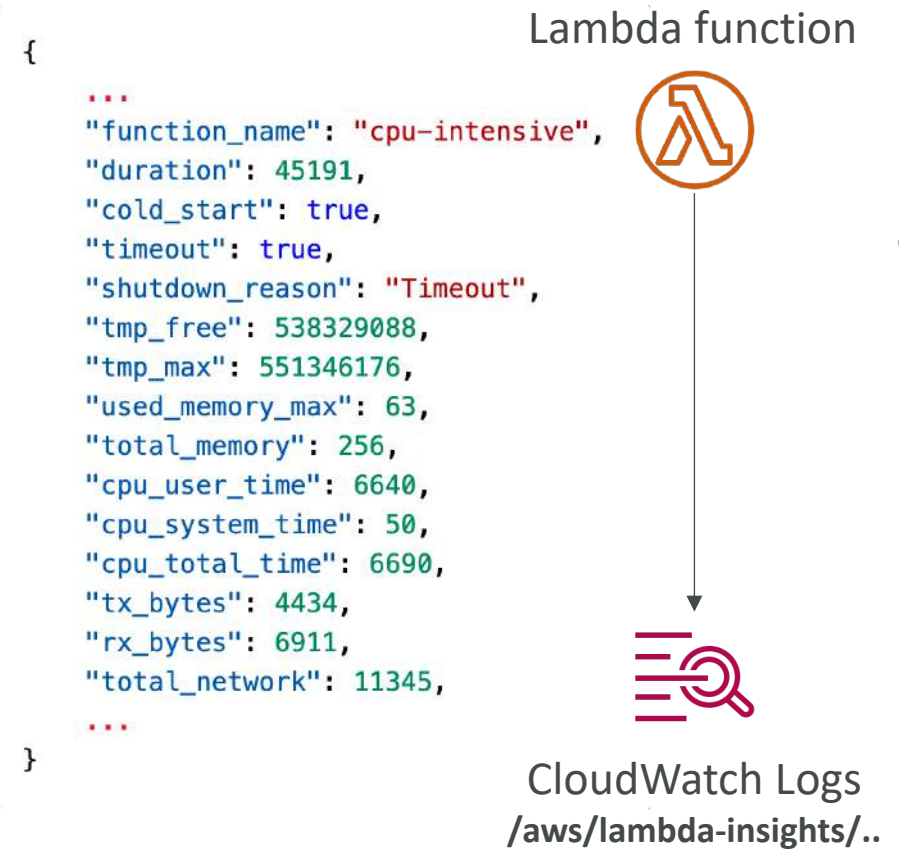 Lambda function
{
...
"function_name": "cpu-intensive",
"duration": 45191,
"cold_start": true,
"timeout": true,
"shutdown_reason": "Timeout",
"tmp_free": 538329088,
"tmp_max": 551346176,
"used_memory_max": 63,
"total_memory": 256,
"cpu_user_time": 6640,
"cpu_system_time": 50,
"cpu_total_time": 6690,
"tx_bytes": 4434,
"rx_bytes": 6911,
"total_network": 11345,
...
}
CloudWatch Logs
/aws/lambda-insights/..